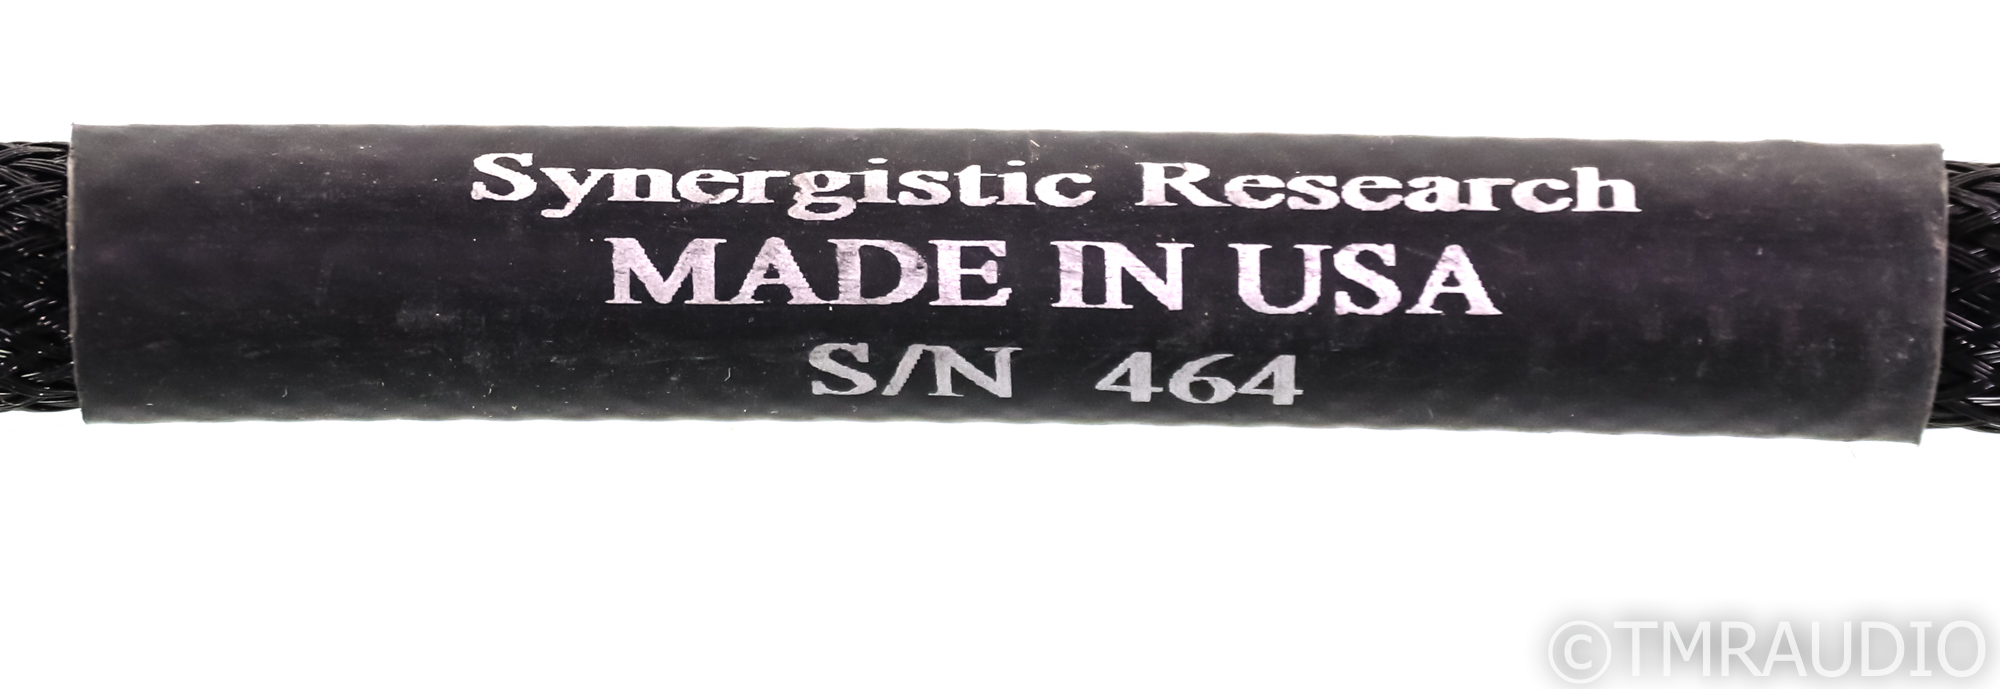 Synergistic Research
MADE IN USA
S/N 464
©TMRAUDIO